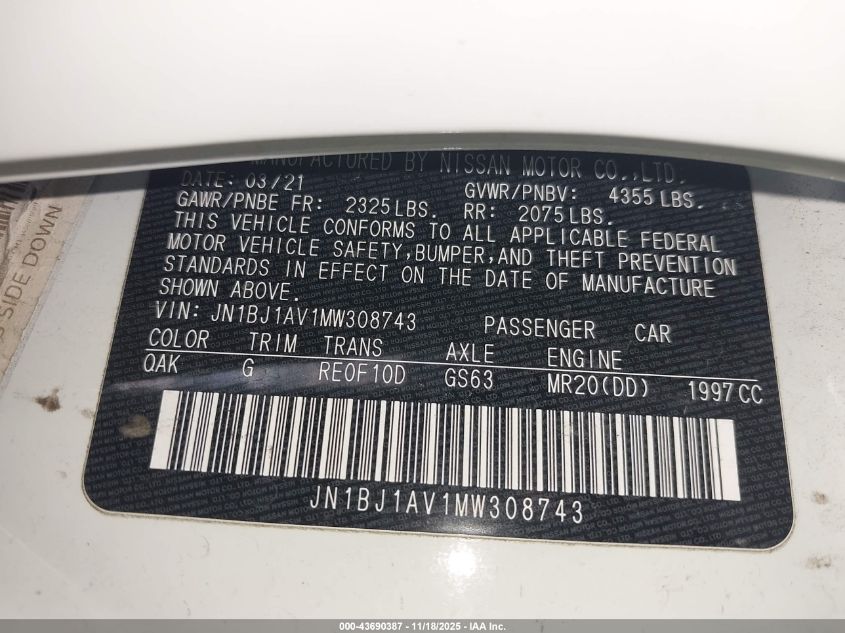 MANUFACTURED BY NISSAN MOTOR CO.,LTD.
DATE: 03/21 GVWR/PNBV: 4355 LBS.
GAWR/PNBE FR: 2325 LBS. RR: 2075 LBS.
THIS VEHICLE CONFORMS TO ALL APPLICABLE FEDERAL
MOTOR VEHICLE SAFETY, BUMPER, AND THEFT PREVENTION
STANDARDS IN EFFECT ON THE DATE OF MANUFACTURE
SHOWN ABOVE.
VIN: JN1BJ1AV1MW308743 PASSENGER CAR
COLOR TRIM TRANS AXLE ENGINE
QAK G RE0F10D GS63 MR20(DD) 1997CC
JN1BJ1AV1MW308743
SIDE DOWN
000-43690387 - 11/18/2025 - IAA Inc.